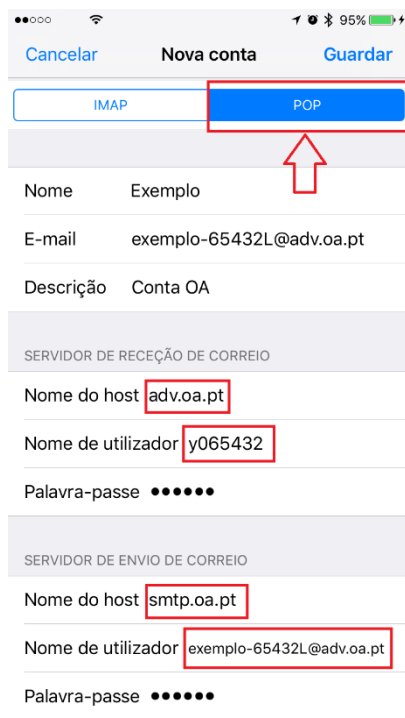 95%
Cancelar Nova conta Guardar
IMAP POP
Nome Exemplo
E-mail exemplo-65432L@adv.oa.pt
Descrição Conta OA
SERVIDOR DE RECEÇÃO DE CORREIO
Nome do host adv.oa.pt
Nome de utilizador y065432
Palavra-passe ●●●●●●
SERVIDOR DE ENVIO DE CORREIO
Nome do host smtp.oa.pt
Nome de utilizador exemplo-65432L@adv.oa.pt
Palavra-passe ●●●●●●